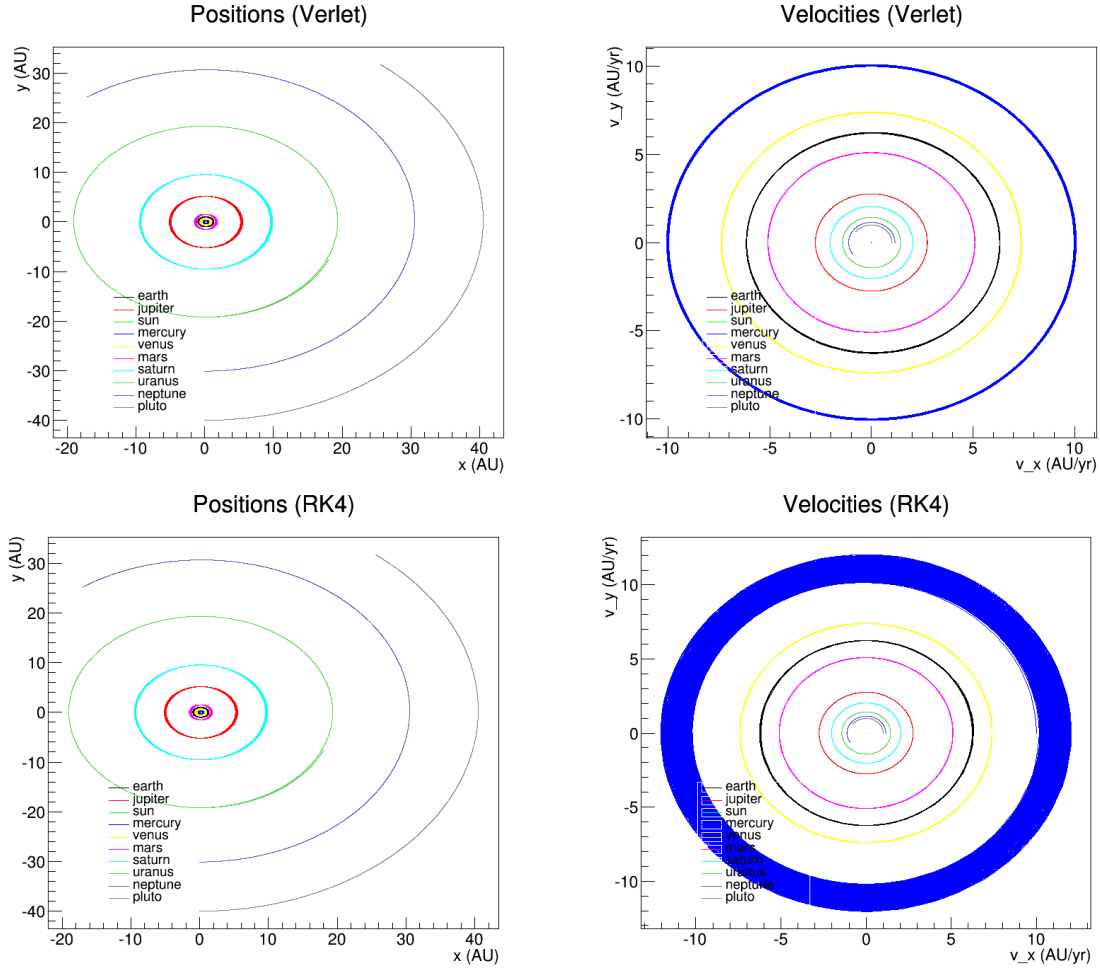 Positions (Verlet)
y (AU)
30
20
10
0
-10
-20
-30
-40
earth
jupiter
sun
mercury
venus
mars
saturn
uranus
neptune
pluto
-20 -10 0 10 20 30 40
x (AU)
Velocities (Verlet)
v_y (AU/yr)
10
5
0
-5
-10
earth
jupiter
sun
mercury
venus
mars
saturn
uranus
neptune
pluto
-10 -5 0 5 10
v_x (AU/yr)
Positions (RK4)
y (AU)
30
20
10
0
-10
-20
-30
-40
earth
jupiter
sun
mercury
venus
mars
saturn
uranus
neptune
pluto
-20 -10 0 10 20 30 40
x (AU)
Velocities (RK4)
v_y (AU/yr)
10
5
0
-5
-10
earth
jupiter
sun
mercury
venus
mars
saturn
uranus
neptune
pluto
-10 -5 0 5 10
v_x (AU/yr)